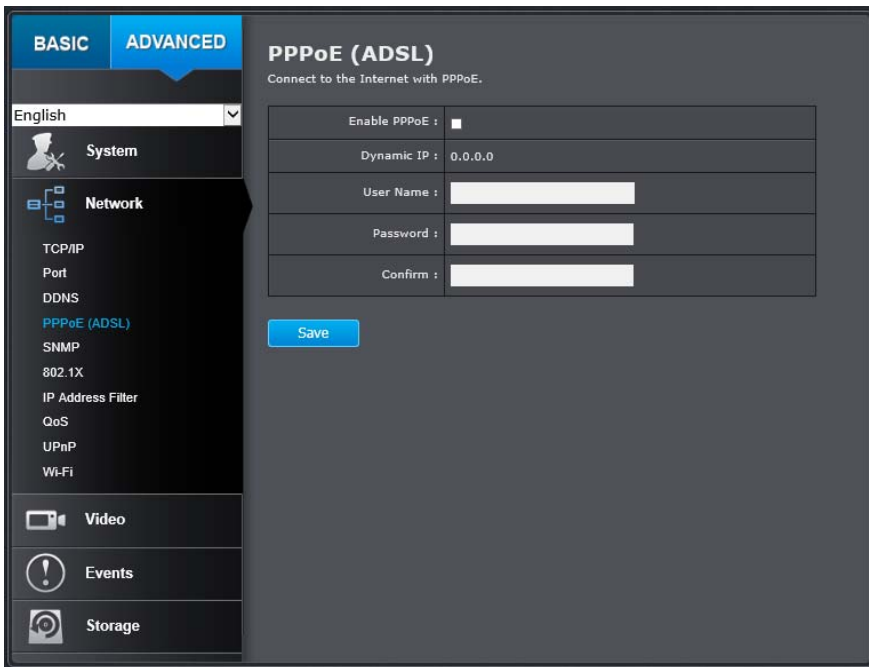 BASIC
ADVANCED
English
System
Network
TCP/IP
Port
DDNS
PPPoE (ADSL)
SNMP
802.1X
IP Address Filter
QoS
UPnP
Wi-Fi
Video
Events
Storage
PPPoE (ADSL)
Connect to the Internet with PPPoE.
Enable PPPoE :
Dynamic IP : 0.0.0.0
User Name :
Password :
Confirm :
Save